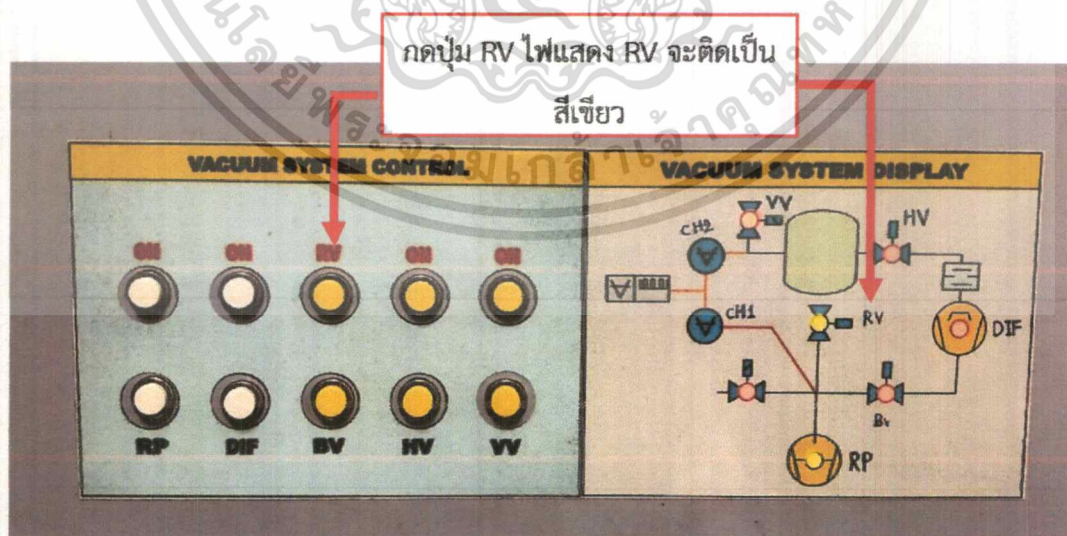 กดปุ่ม RV ไฟแสดง RV จะติดเป็น
สีเขียว
VACUUM SYSTEM CONTROL
VACUUM SYSTEM DISPLAY
ON ON RV ON ON
RP DIF BV HV VV
VV
CH2
HV
CH1
RV
DIF
BV
RP